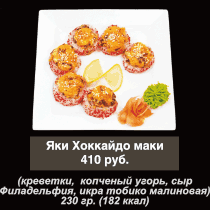 Яки Хоккайдо маки
410 руб.
(креветки, копченый угорь, сыр
Филадельфия, икра тобико малиновая)
230 гр. (182 ккал)